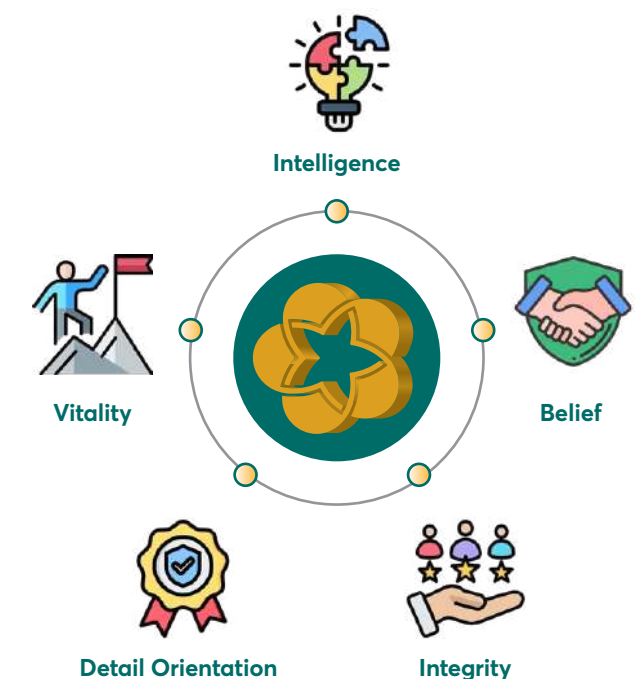 Intelligence
Vitality
Belief
Detail Orientation
Integrity